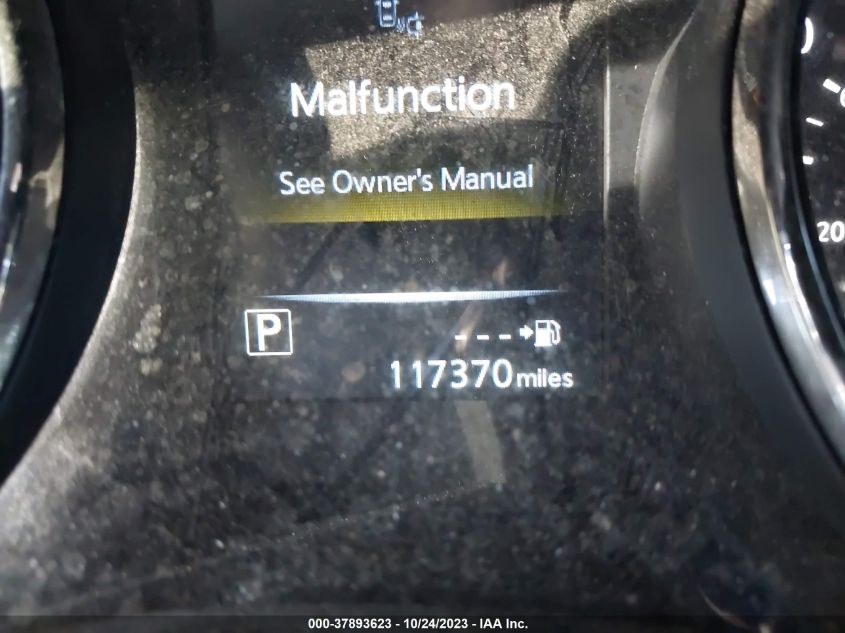 Malfunction
See Owner's Manual
P
---
117370 miles
20
000-37893623 - 10/24/2023 - IAA Inc.